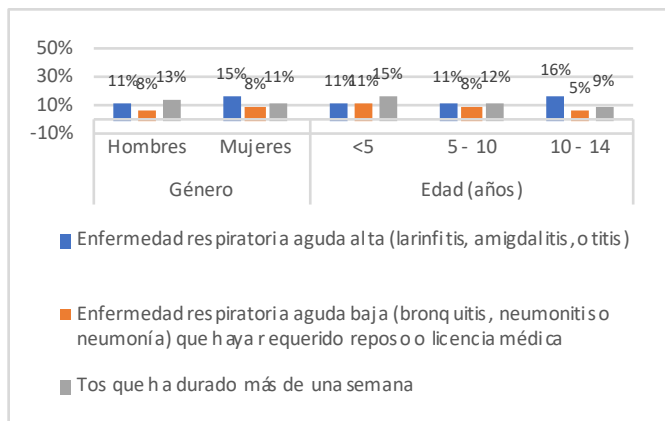 50%
30%
10%
-10%
11% 8% 13% 15% 8% 11% 11% 11% 15% 11% 8% 12% 16% 5% 9%
Hombres Mujeres <5 5 - 10 10 - 14
Género Edad (años)
Enfermedad respiratoria aguda alta (larinfitis, amigdalitis, otitis)
Enfermedad respiratoria aguda baja (bronquitis, neumonitis o
neumonía) que haya requerido reposo o licencia médica
Tos que ha durado más de una semana